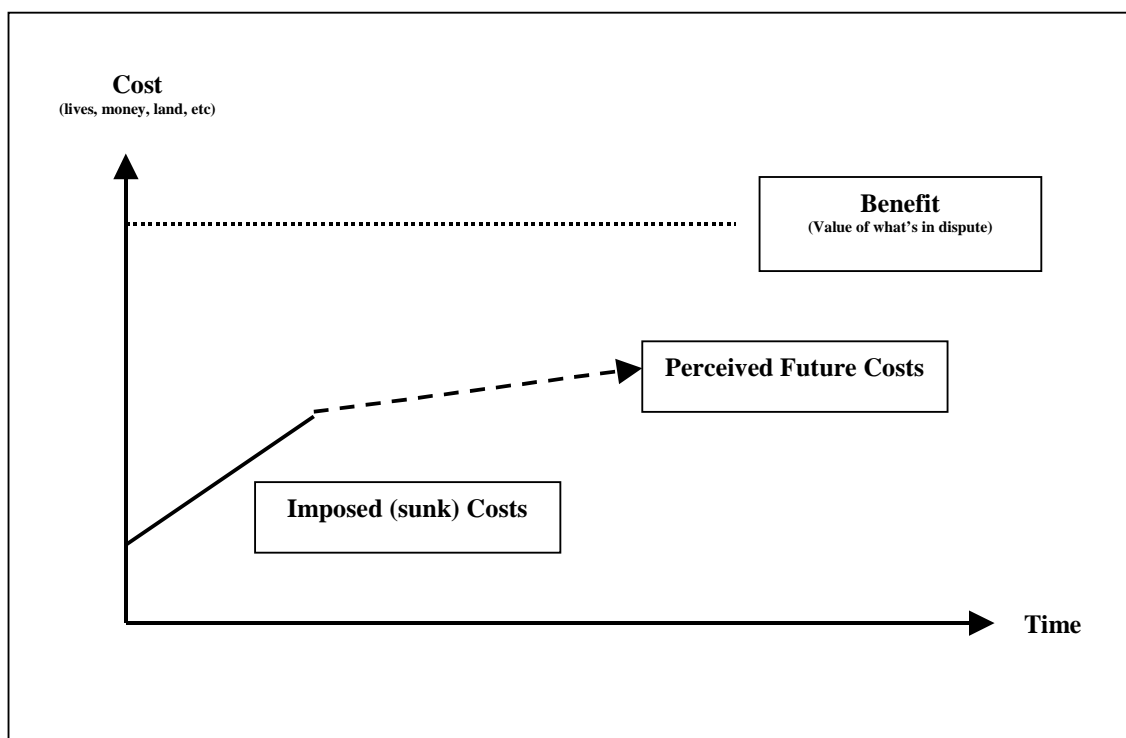 Cost
(lives, money, land, etc)
Benefit
(Value of what's in dispute)
Perceived Future Costs
Imposed (sunk) Costs
Time